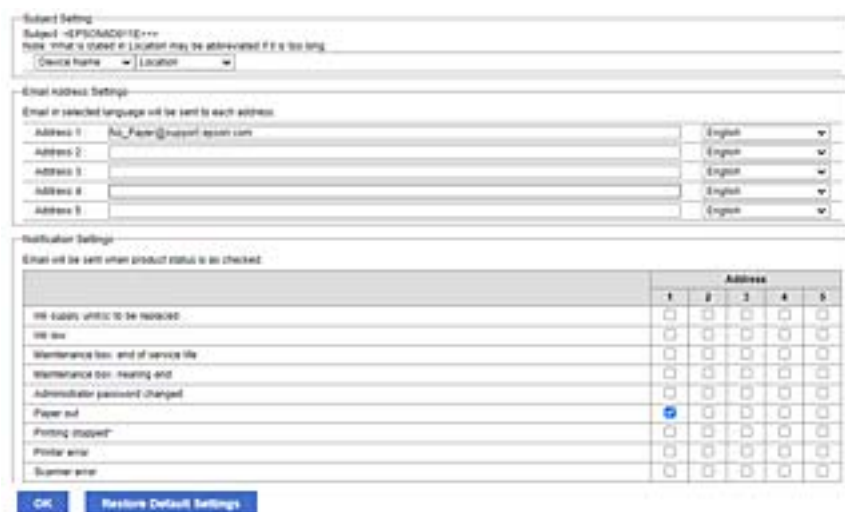 Subject Setting
Subject :
Note: What is stated in Location may be abbreviated if it is too long.
Device Name Location
Email Address Settings
Email in selected language will be sent to each address.
Address 1 : No_Paper@support.epson.com English
Address 2 : English
Address 3 : English
Address 4 : English
Address 5 : English
Notification Settings
Email will be sent when product status is as checked.
Address
1 2 3 4 5
Ink supply unit(s) to be replaced
Ink low
Maintenance box: end of service life
Maintenance box: nearing end
Administrator password changed
Paper out
Printing stopped*
Printer error
Scanner error
OK Restore Default Settings